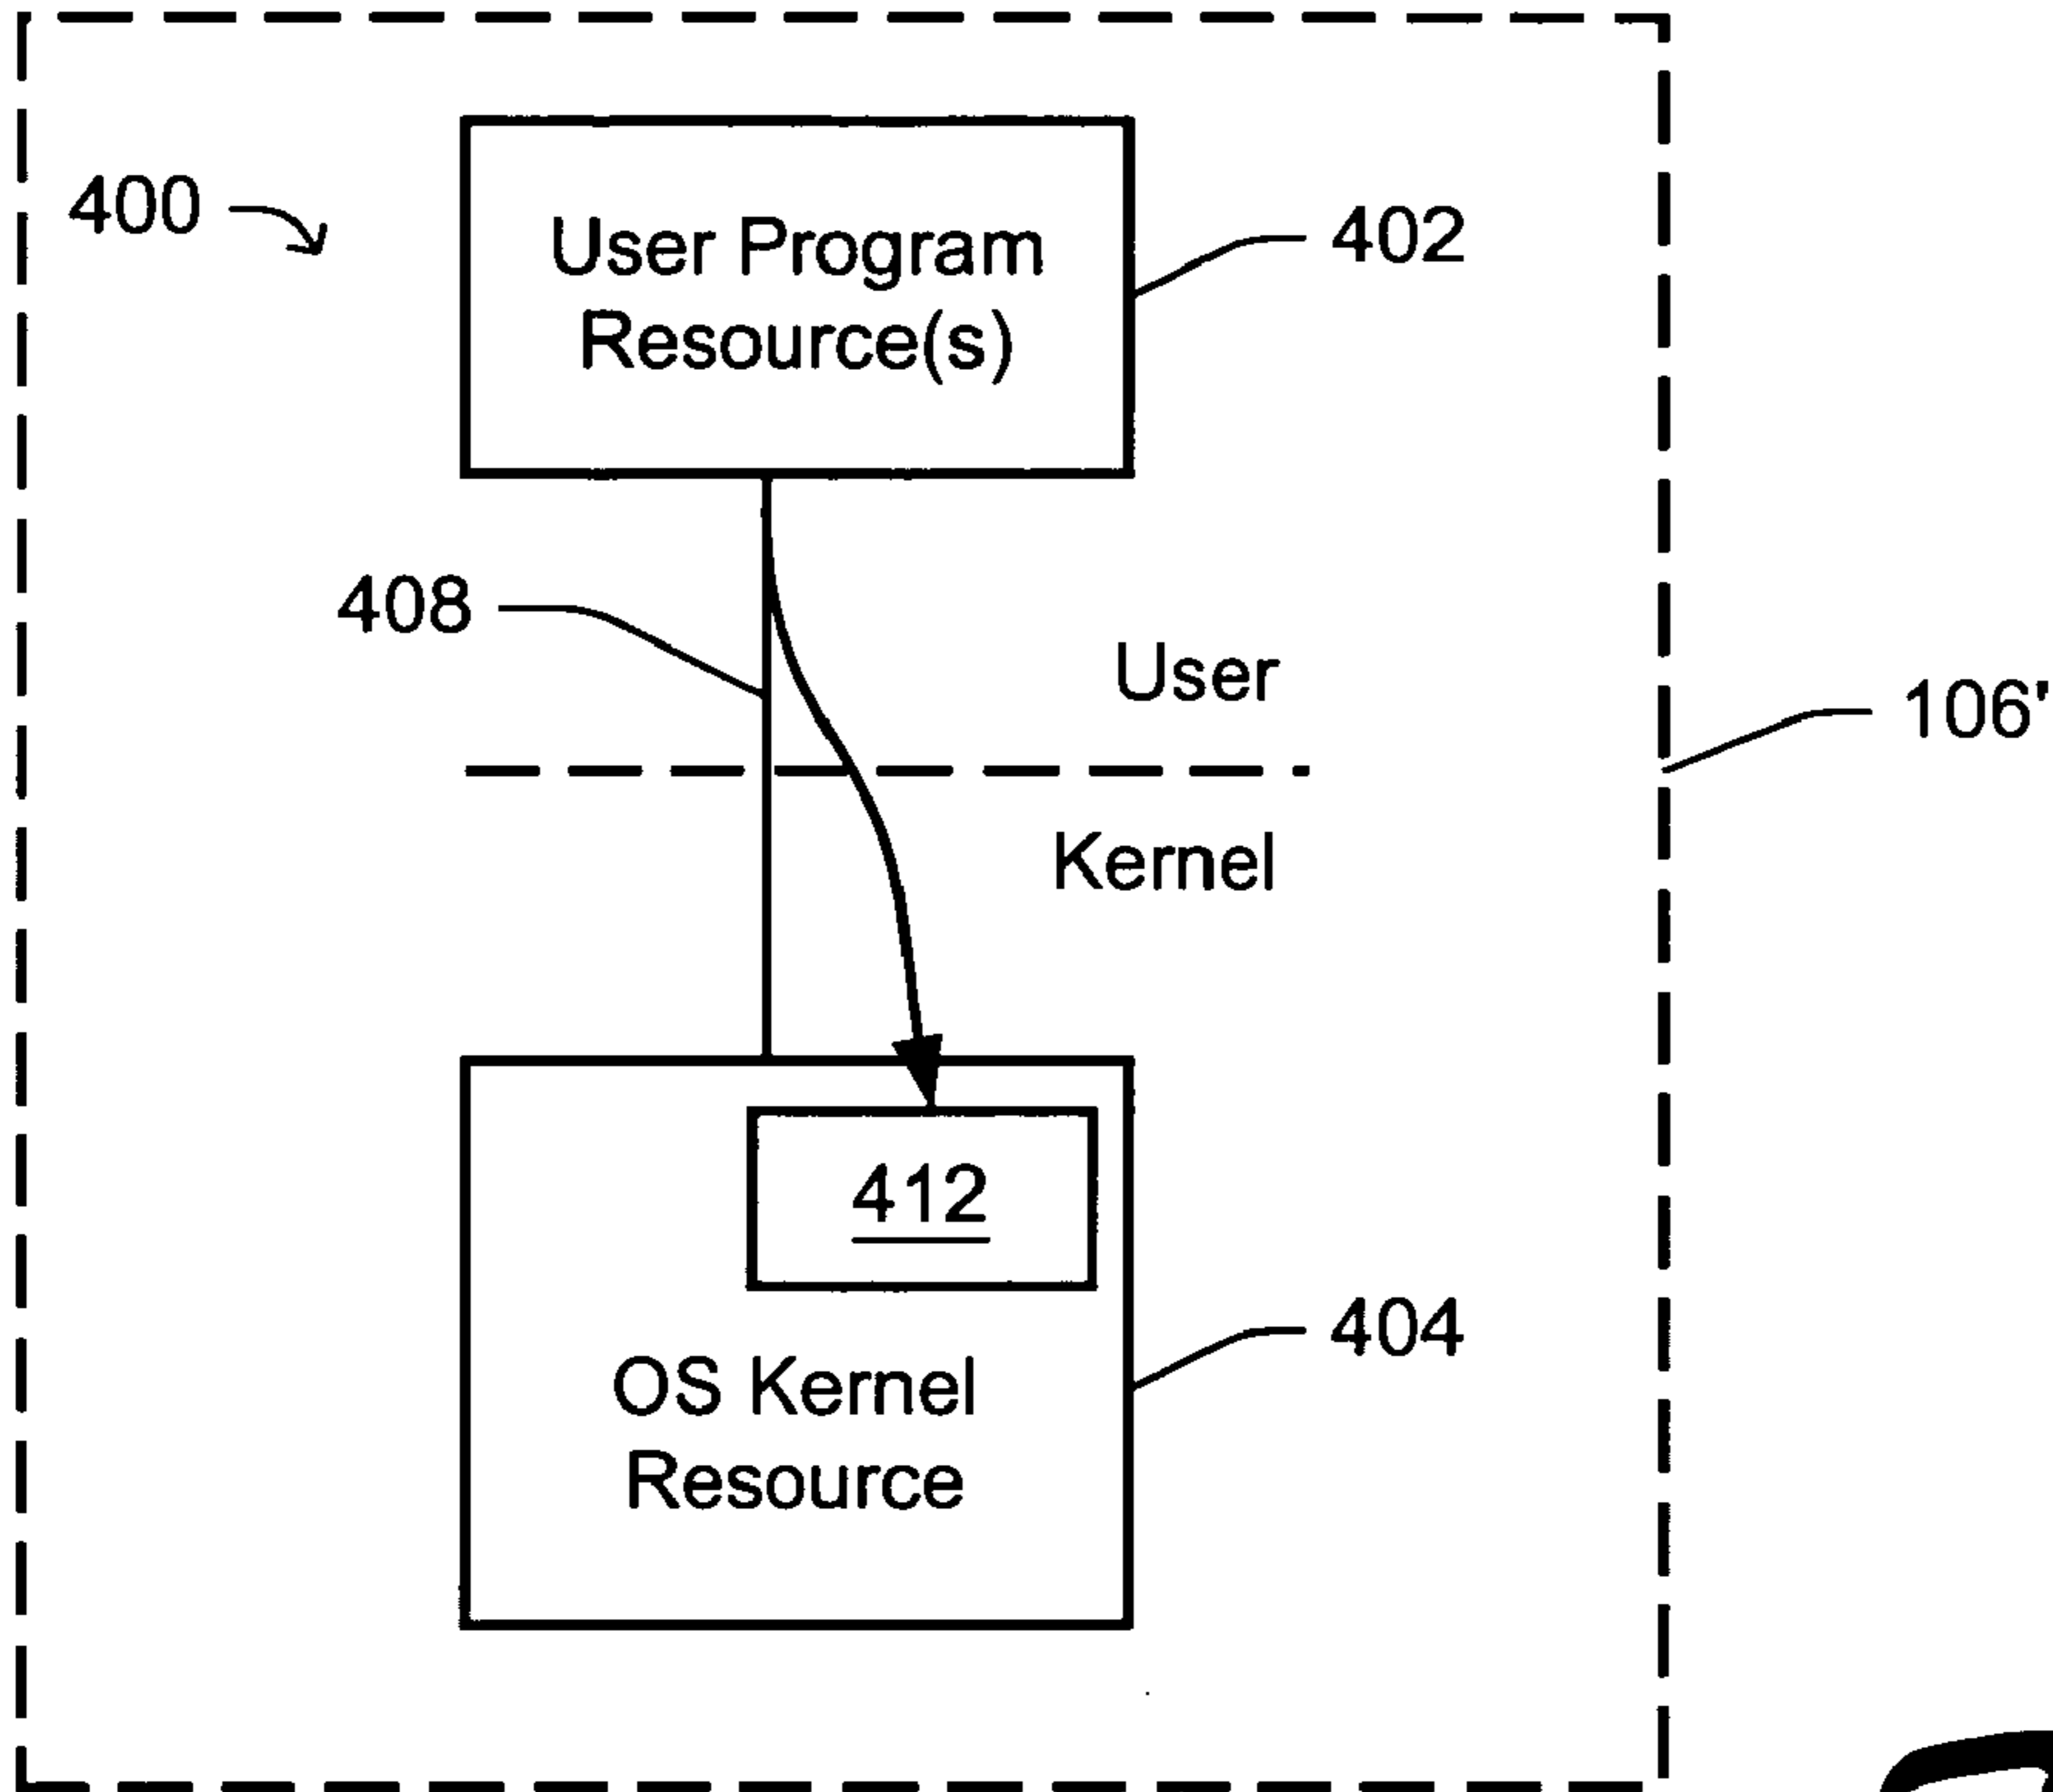 400
User Program
Resource(s)
402
408
User
106'
Kernel
412
404
OS Kernel
Resource